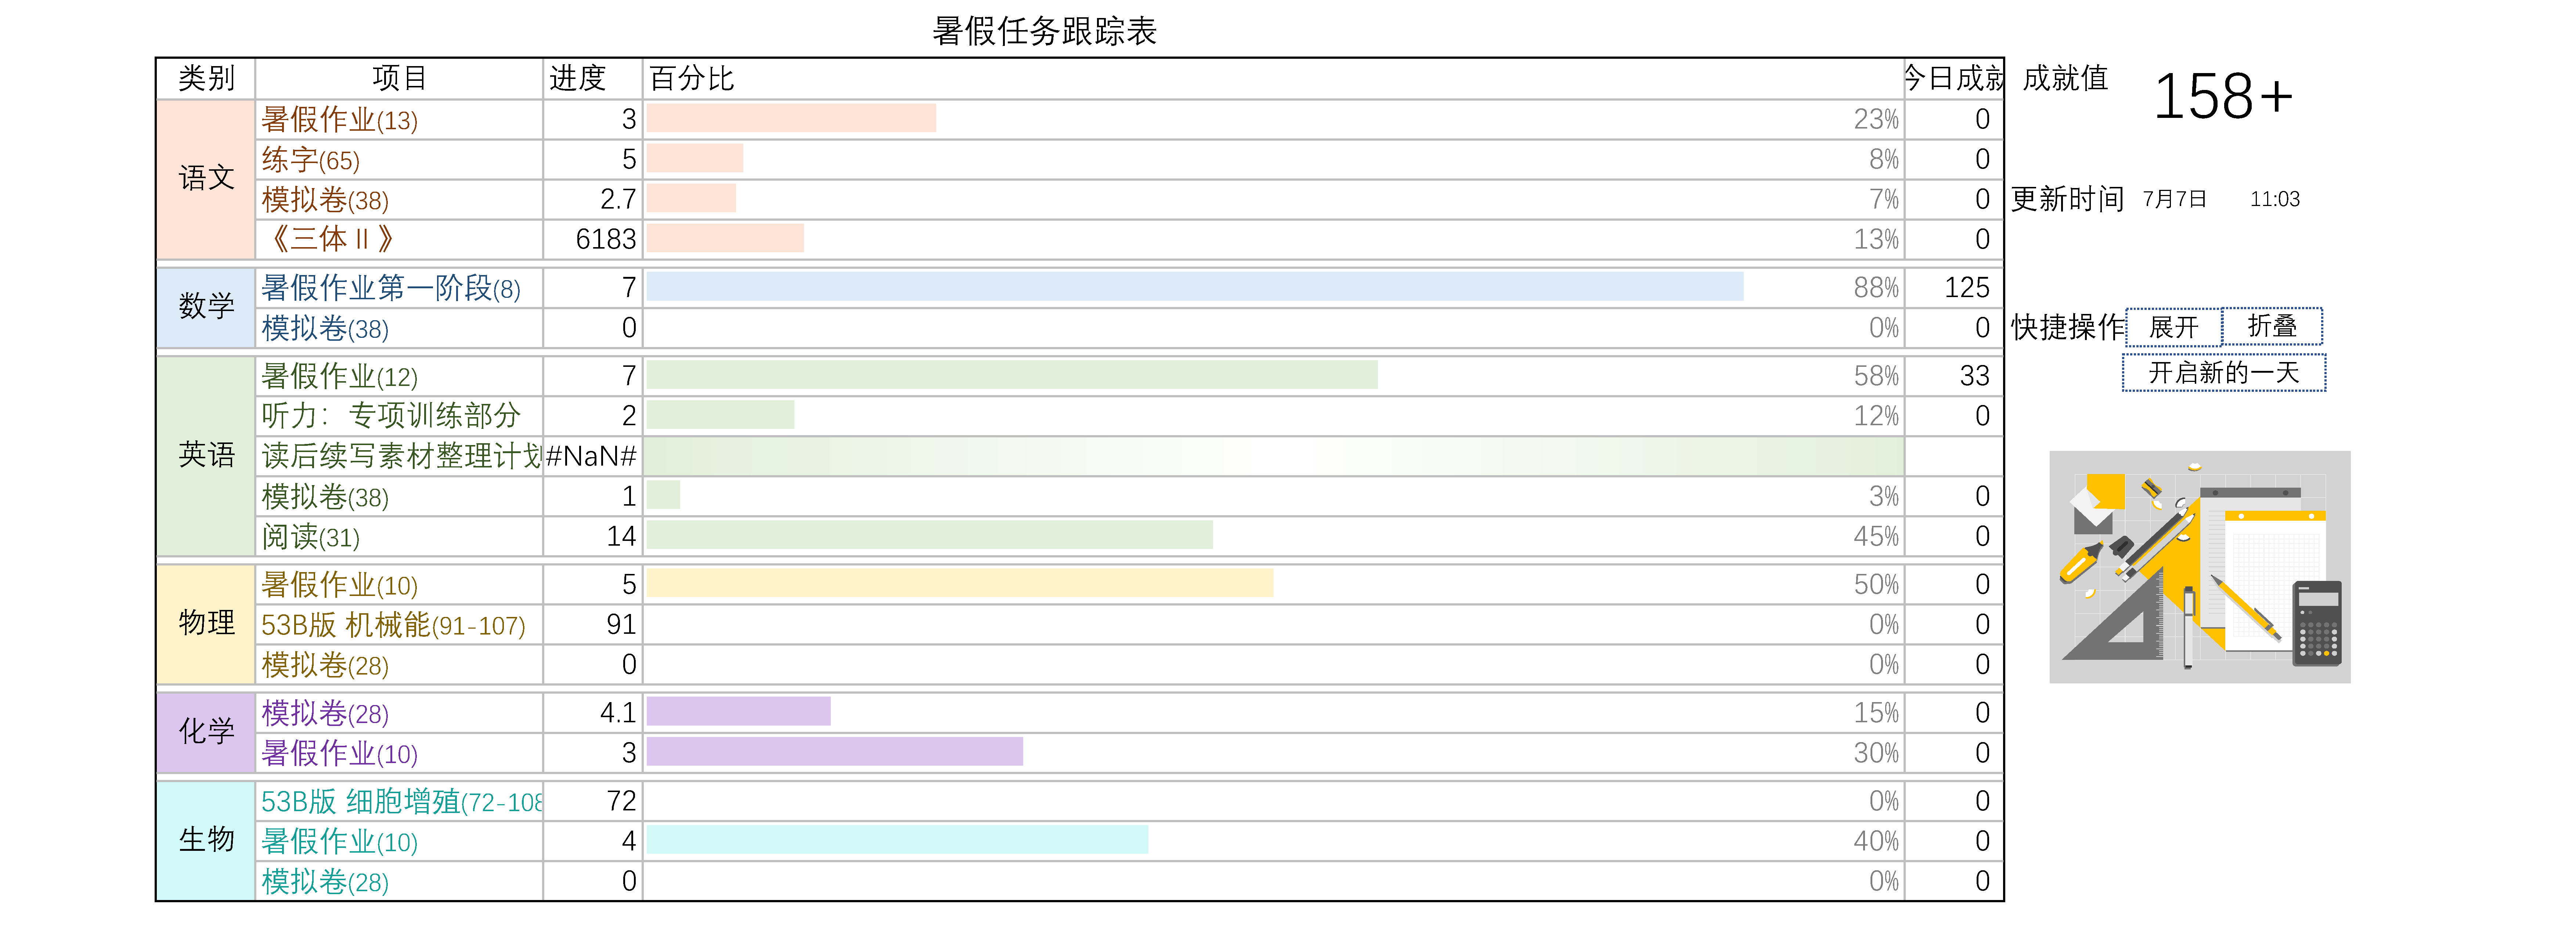 暑假任务跟踪表
类别 项目 进度 百分比 今日成就 成就值 158+
语文 暑假作业(13) 3 23% 0
练字(65) 5 8% 0
模拟卷(38) 2.7 7% 0 更新时间 7月7日 11:03
《三体Ⅱ》 6183 13% 0
数学 暑假作业第一阶段(8) 7 88% 125
模拟卷(38) 0 0% 0 快捷操作 展开 折叠
英语 暑假作业(12) 7 58% 33 开启新的一天
听力：专项训练部分 2 12% 0
读后续写素材整理计划 #NaN#
模拟卷(38) 1 3% 0
阅读(31) 14 45% 0
物理 暑假作业(10) 5 50% 0
53B版 机械能(91-107) 91 0% 0
模拟卷(28) 0 0% 0
化学 模拟卷(28) 4.1 15% 0
暑假作业(10) 3 30% 0
生物 53B版 细胞增殖(72-108 72 0% 0
暑假作业(10) 4 40% 0
模拟卷(28) 0 0% 0